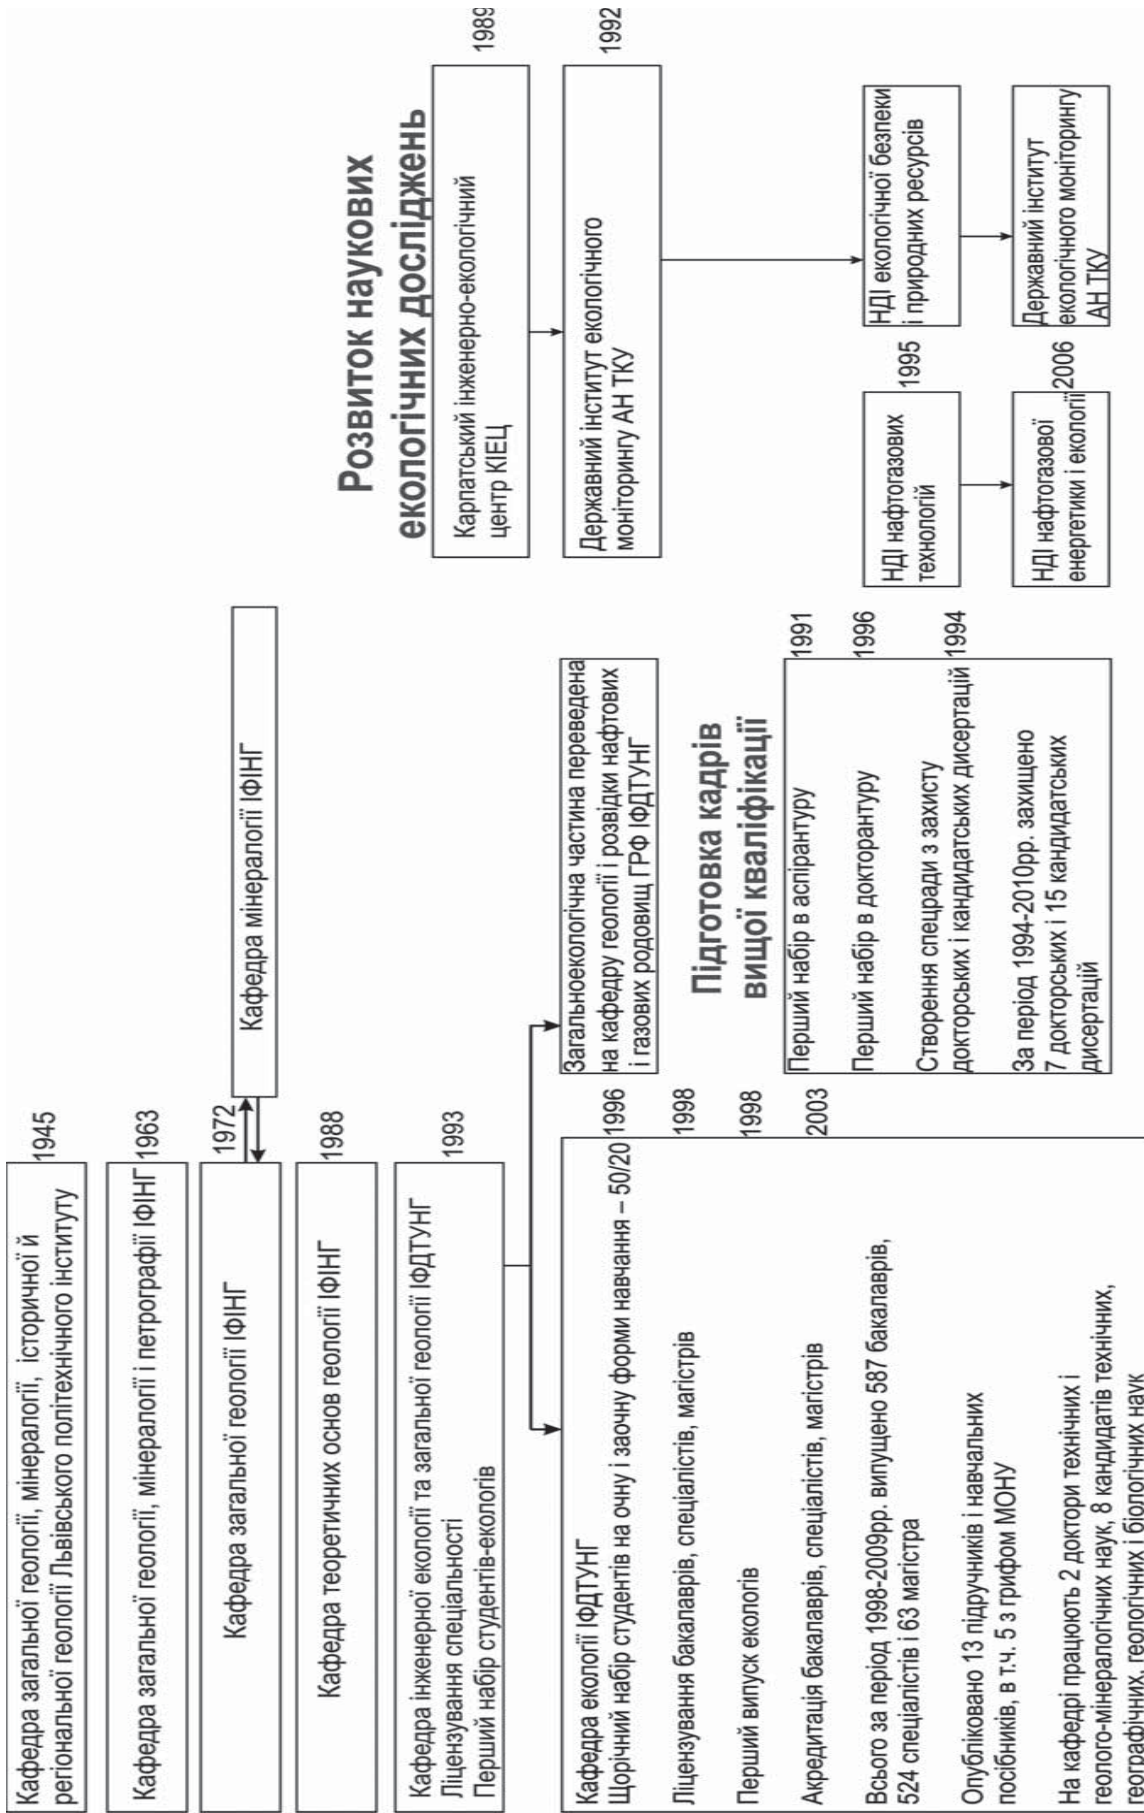 Кафедра загальної геології, мінералогії, історичної й
регіональної геології Львівського політехнічного інституту
1945
Кафедра загальної геології, мінералогії і петрографії ІФІНГ
1963
Кафедра загальної геології ІФІНГ
1972
Кафедра мінералогії ІФІНГ
Кафедра теоретичних основ геології ІФІНГ
1988
Кафедра інженерної екології та загальної геології ІФДТУНГ
Ліцензування спеціальності
Перший набір студентів-екологів
1993
Кафедра екології ІФДТУНГ
Щорічний набір студентів на очну і заочну форми навчання – 50/20
1996
Ліцензування бакалаврів, спеціалістів, магістрів
1998
Перший випуск екологів
1998
Акредитація бакалаврів, спеціалістів, магістрів
2003
Всього за період 1998-2009рр. випущено 587 бакалаврів,
524 спеціалістів і 63 магістра
Опубліковано 13 підручників і навчальних
посібників, в т.ч. 5 з грифом МОНУ
На кафедрі працюють 2 доктори технічних і
геолого-мінералогічних наук, 8 кандидатів технічних,
географічних, геологічних і біологічних наук
Загальноекологічна частина переведена
на кафедру геології і розвідки нафтових
і газових родовищ ГРФ ІФДТУНГ
Підготовка кадрів
вищої кваліфікації
Перший набір в аспірантуру
1991
Перший набір в докторантуру
1996
Створення спецради з захисту
докторських і кандидатських дисертацій
1994
За період 1994-2010рр. захищено
7 докторських і 15 кандидатських
дисертацій
Розвиток наукових
екологічних досліджень
Карпатський інженерно-екологічний
центр КІЕЦ
1989
Державний інститут екологічного
моніторингу АН ТКУ
1992
НДІ нафтогазових
технологій
1995
НДІ екологічної безпеки
і природних ресурсів
НДІ нафтогазової
енергетики і екології
2006
Державний інститут
екологічного моніторингу
АН ТКУ